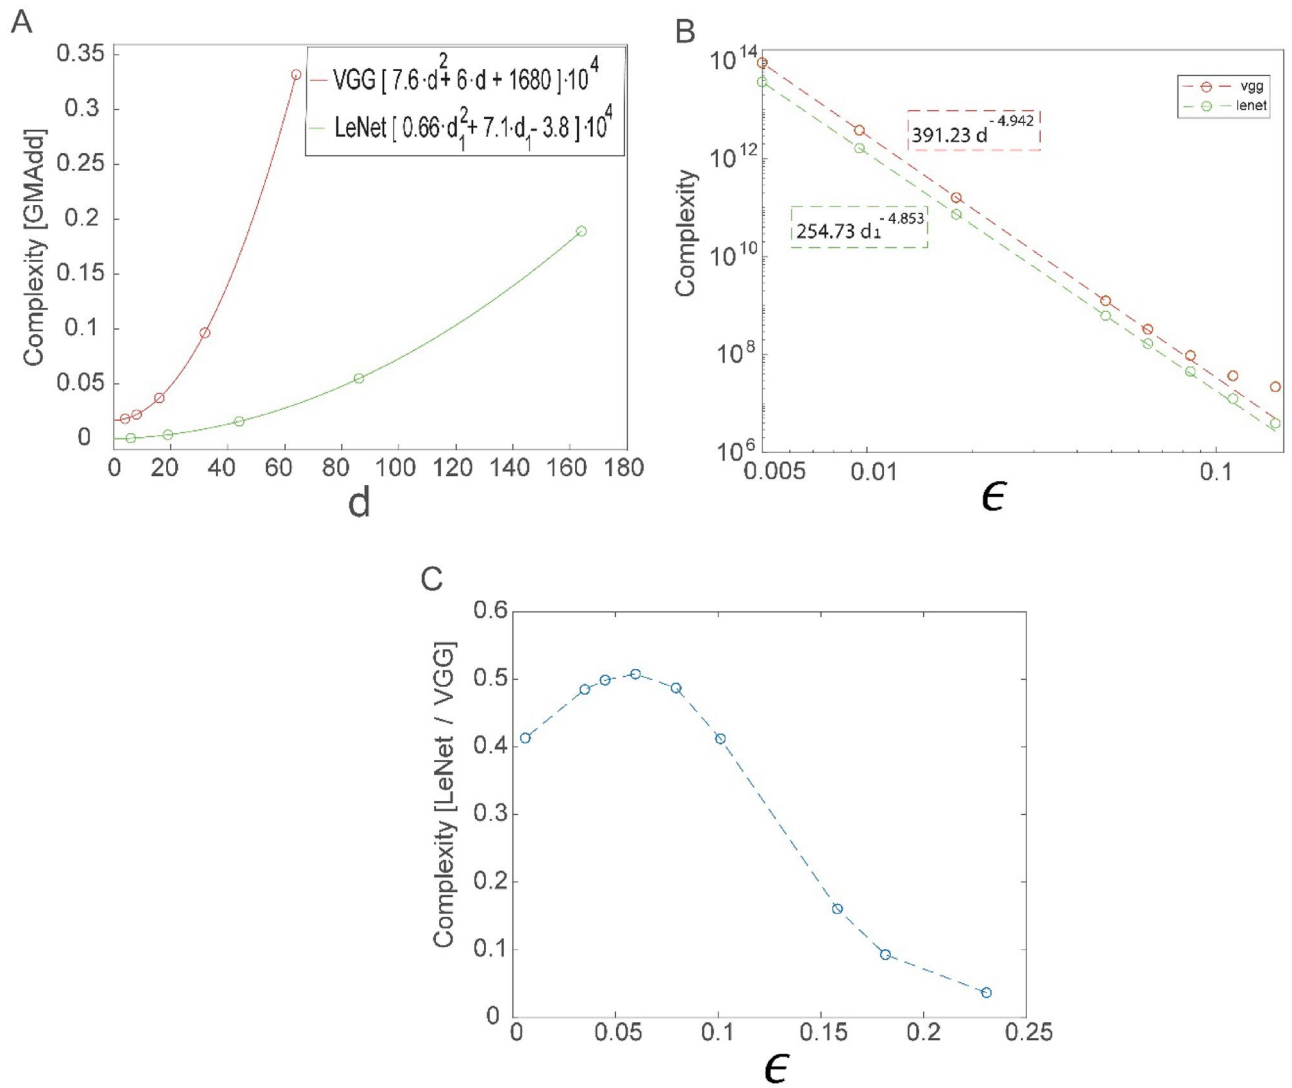 A
0.35
0.3
0.25
0.2
0.15
0.1
0.05
0
Complexity [GMAdd]
VGG [ 7.6·d²+ 6·d + 1680 ]·10⁴
LeNet [ 0.66·d₁²+ 7.1·d₁- 3.8 ]·10⁴
0 20 40 60 80 100 120 140 160 180
d
B
10¹⁴
10¹²
10¹⁰
10⁸
10⁶
Complexity
vgg
lenet
391.23 d⁻⁴·⁹⁴²
254.73 d₁⁻⁴·⁸⁵³
0.005 0.01 0.1
ϵ
C
0.6
0.5
0.4
0.3
0.2
0.1
0
Complexity [LeNet / VGG]
0 0.05 0.1 0.15 0.2 0.25
ϵ